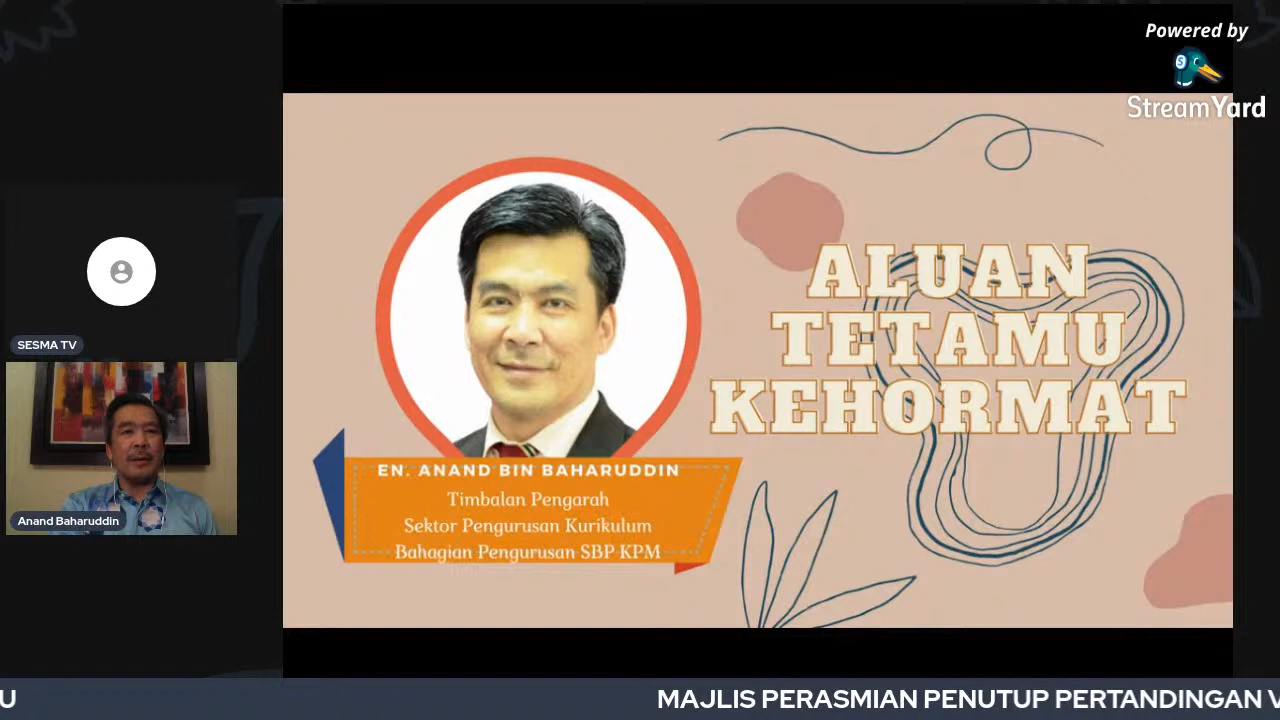 Powered by
StreamYard
ALUAN
TETAMU
KEHORMAT
EN. ANAND BIN BAHARUDDIN
Timbalan Pengarah
Sektor Pengurusan Kurikulum
Bahagian Pengurusan SBP KPM
SESMA TV
Anand Baharuddin
U
MAJLIS PERASMIAN PENUTUP PERTANDINGAN V